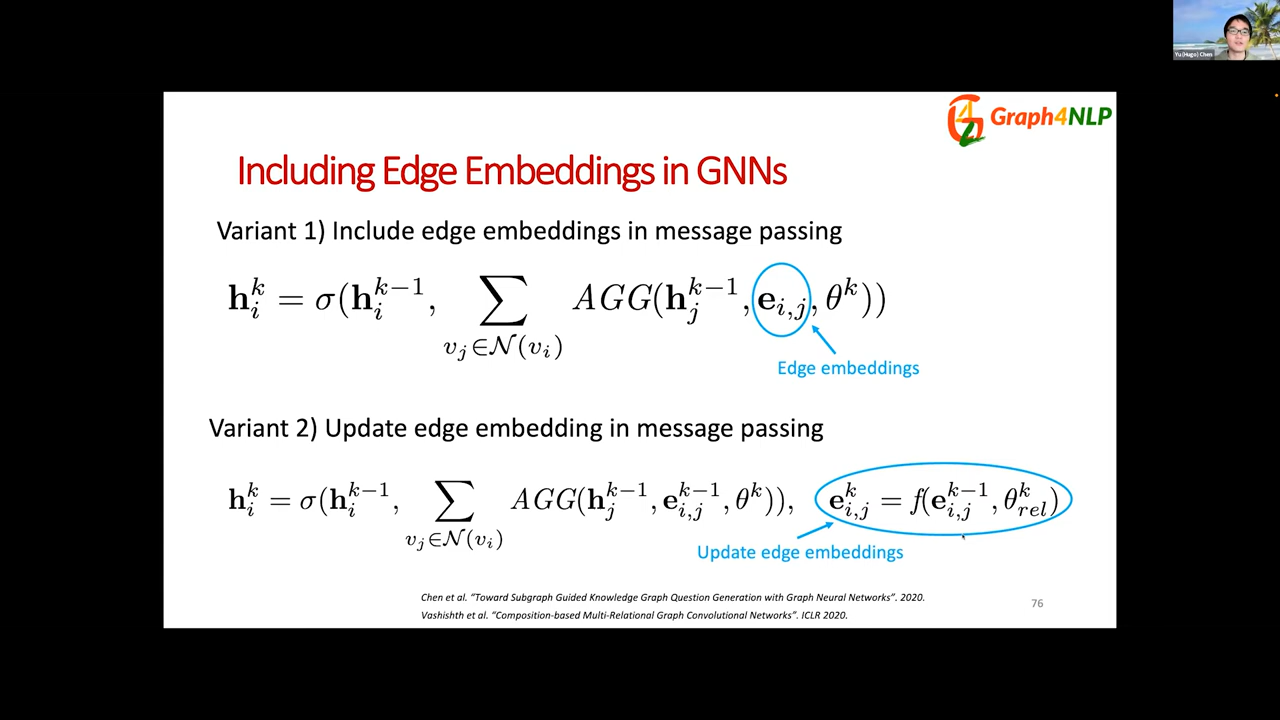 Yu (Hugo) Chen
Graph4NLP
Including Edge Embeddings in GNNs
Variant 1) Include edge embeddings in message passing
h_i^k = σ(h_i^{k−1}, ∑_{v_j∈𝒩(v_i)} AGG(h_j^{k−1}, e_{i,j}, θ^k))
Edge embeddings
Variant 2) Update edge embedding in message passing
h_i^k = σ(h_i^{k−1}, ∑_{v_j∈𝒩(v_i)} AGG(h_j^{k−1}, e_{i,j}^{k−1}, θ^k)), e_{i,j}^k = f(e_{i,j}^{k−1}, θ_{rel}^k)
Update edge embeddings
Chen et al. “Toward Subgraph Guided Knowledge Graph Question Generation with Graph Neural Networks”. 2020.
Vashishth et al. “Composition-based Multi-Relational Graph Convolutional Networks”. ICLR 2020.
76